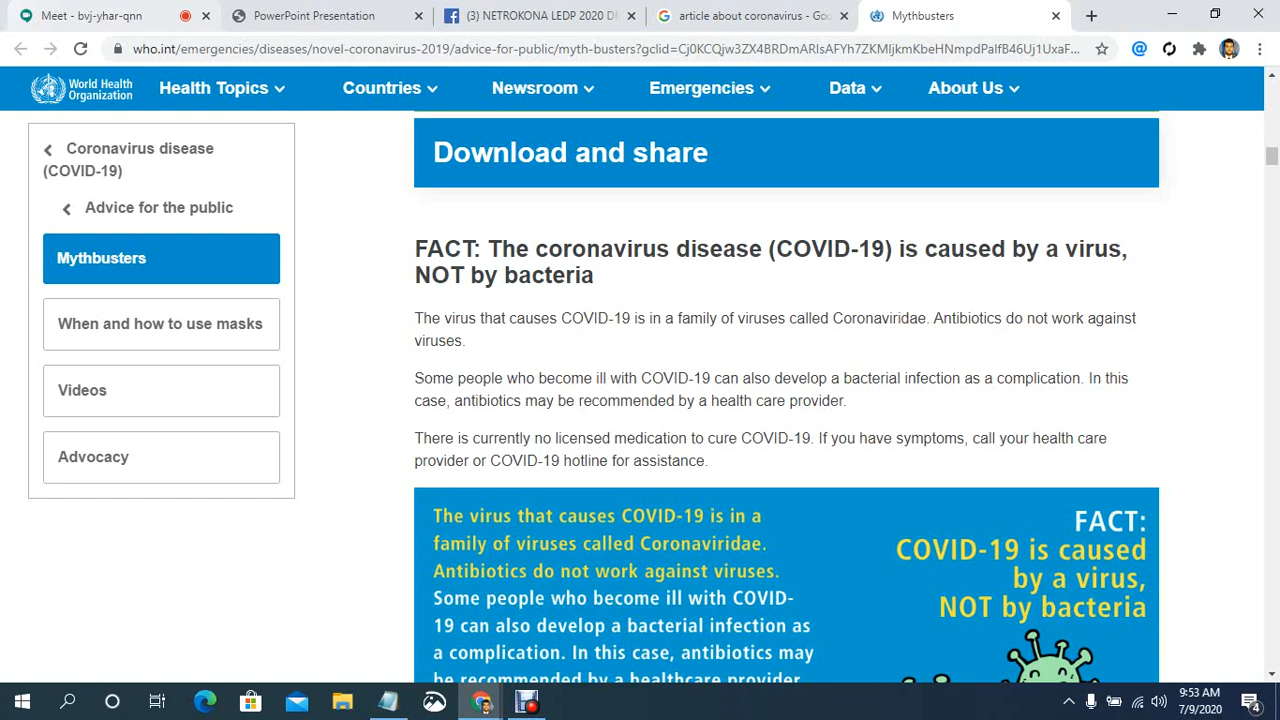 Meet - bvj-yhar-qnn
PowerPoint Presentation
(3) NETROKONA LEDP 2020 D
article about coronavirus - Goo
Mythbusters
who.int/emergencies/diseases/novel-coronavirus-2019/advice-for-public/myth-busters?gclid=
World Health Organization
Health Topics
Countries
Newsroom
Emergencies
Data
About Us
Coronavirus disease
(COVID-19)
Advice for the public
Mythbusters
When and how to use masks
Videos
Advocacy
Download and share
FACT: The coronavirus disease (COVID-19) is caused by a virus,
NOT by bacteria
The virus that causes COVID-19 is in a family of viruses called Coronaviridae. Antibiotics do not work against
viruses.
Some people who become ill with COVID-19 can also develop a bacterial infection as a complication. In this
case, antibiotics may be recommended by a health care provider.
There is currently no licensed medication to cure COVID-19. If you have symptoms, call your health care
provider or COVID-19 hotline for assistance.
The virus that causes COVID-19 is in a
family of viruses called Coronaviridae.
Antibiotics do not work against viruses.
Some people who become ill with COVID-
19 can also develop a bacterial infection as
a complication. In this case, antibiotics may
be recommended by a healthcare provider
FACT:
COVID-19 is caused
by a virus,
NOT by bacteria
9:53 AM
7/9/2020
4